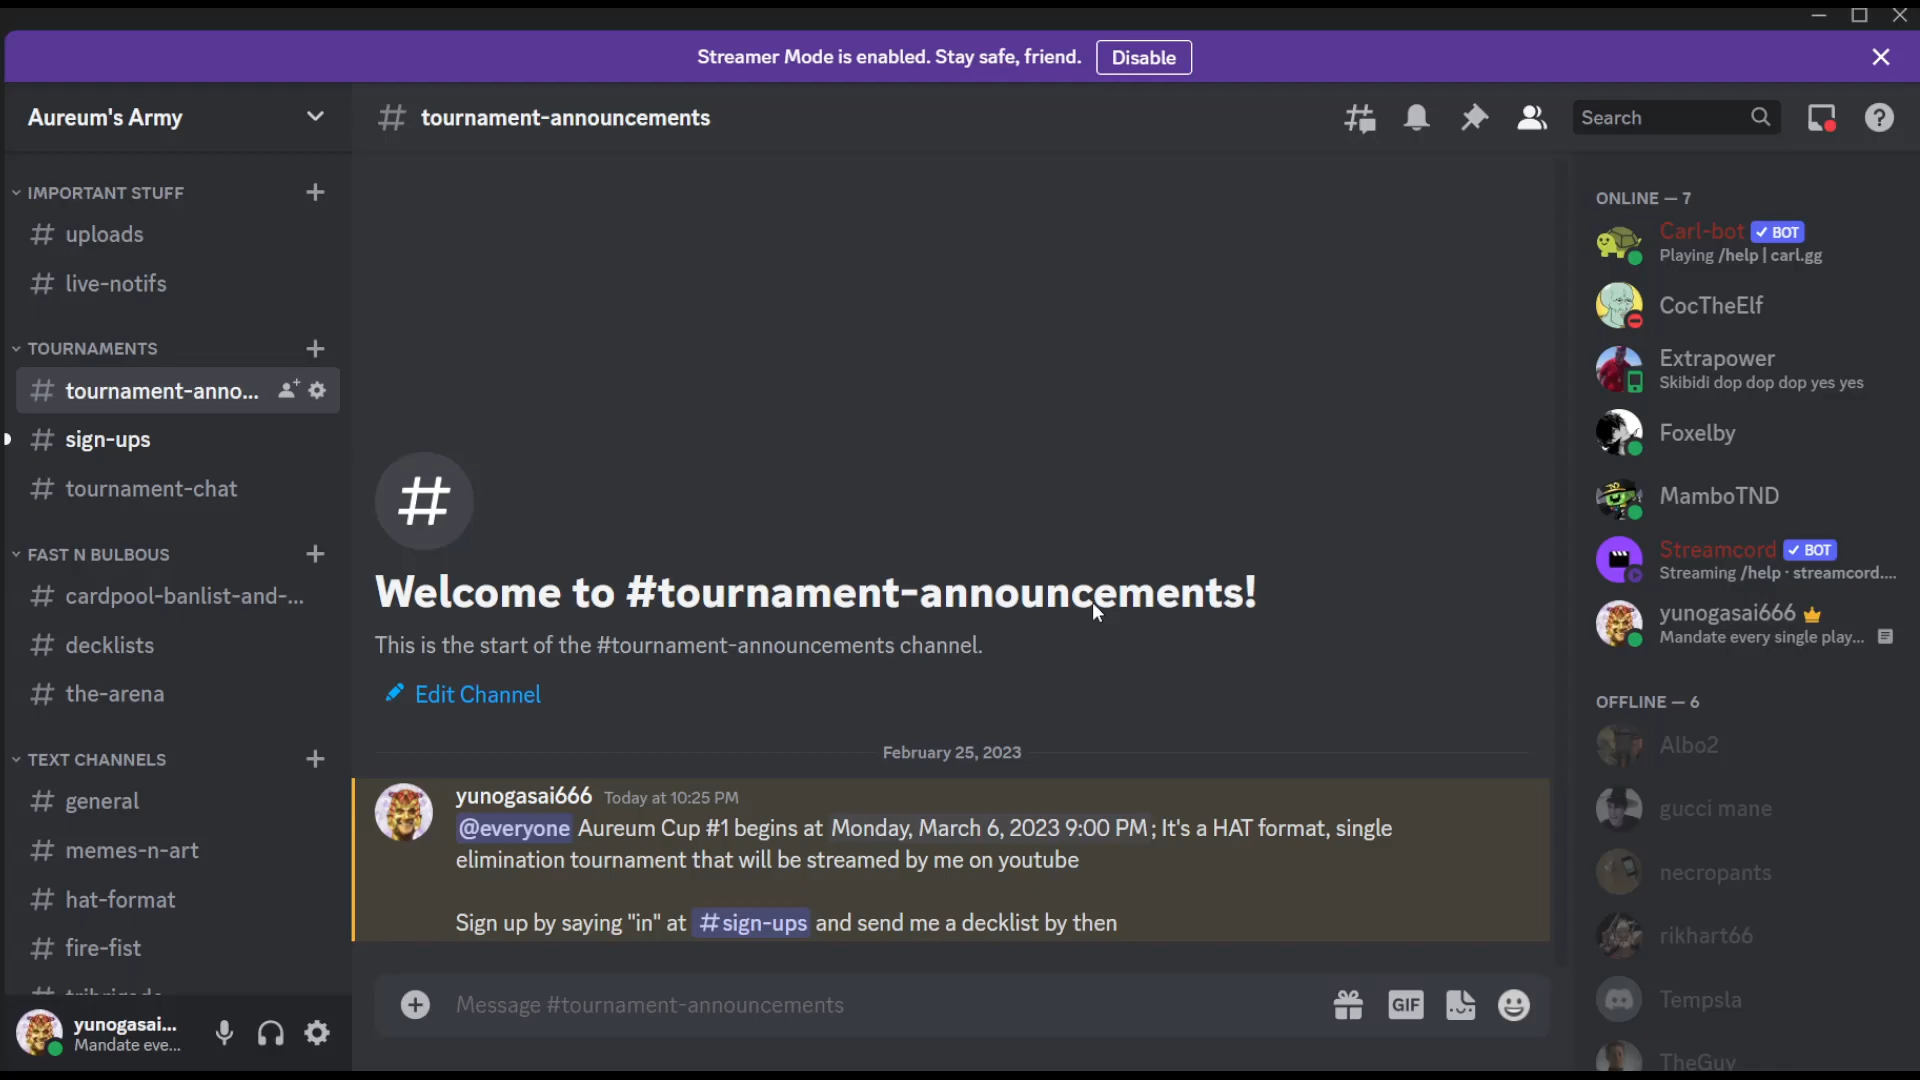 Streamer Mode is enabled. Stay safe, friend. Disable
Aureum's Army
IMPORTANT STUFF
uploads
live-notifs
TOURNAMENTS
tournament-anno...
sign-ups
tournament-chat
FAST N BULBOUS
cardpool-banlist-and-...
decklists
the-arena
TEXT CHANNELS
general
memes-n-art
hat-format
fire-fist
yunogasai...
Mandate eve...
# tournament-announcements
Search
#
Welcome to #tournament-announcements!
This is the start of the #tournament-announcements channel.
Edit Channel
February 25, 2023
yunogasai666 Today at 10:25 PM
@everyone Aureum Cup #1 begins at Monday, March 6, 2023 9:00 PM; It's a HAT format, single
elimination tournament that will be streamed by me on youtube
Sign up by saying "in" at #sign-ups and send me a decklist by then
Message #tournament-announcements
GIF
ONLINE — 7
Carl-bot ✓ BOT
Playing /help | carl.gg
CocTheElf
Extrapower
Skibidi dop dop dop yes yes
Foxelby
MamboTND
Streamcord ✓ BOT
Streaming /help · streamcord....
yunogasai666
Mandate every single play...
OFFLINE — 6
Albo2
gucci mane
necropants
rikhart66
Tempsla
TheGuy